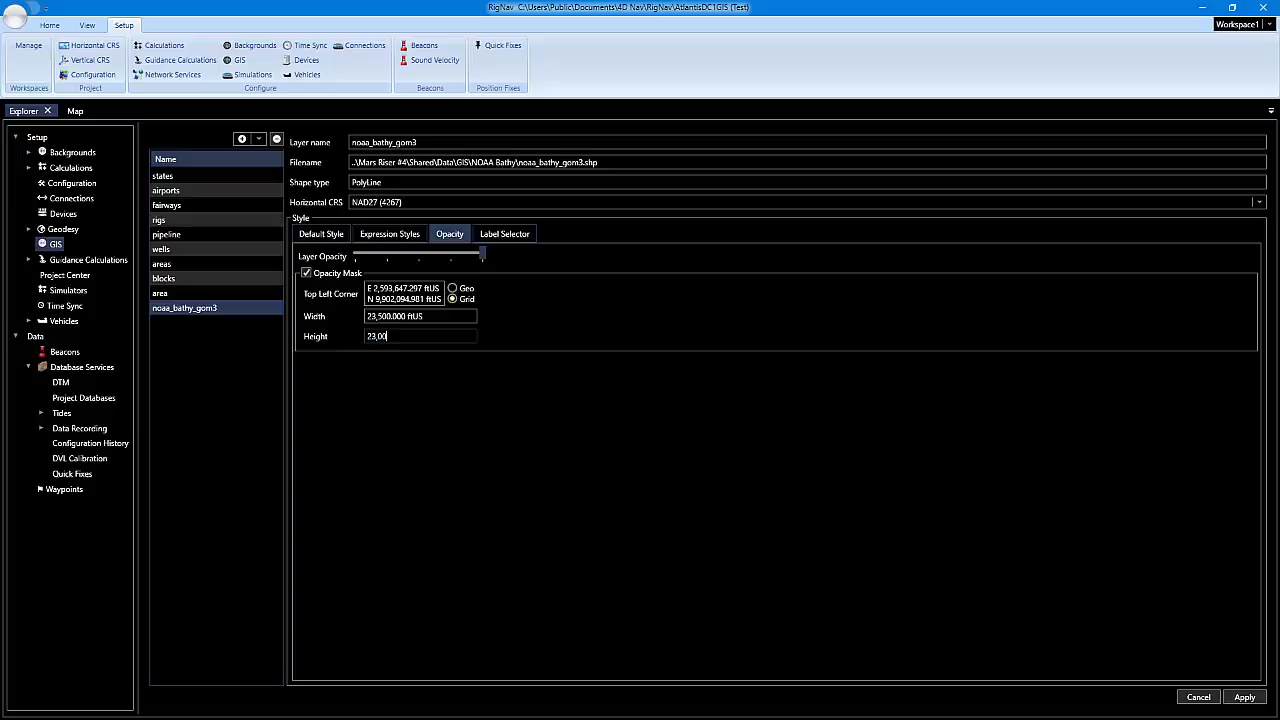 RigNav C:\Users\Public\Documents\4D Nav\RigNav\AtlantisDC1GIS (Test)
Home View Setup
Workspace1
Manage
Horizontal CRS
Vertical CRS
Configuration
Calculations
Guidance Calculations
Network Services
Backgrounds
GIS
Simulations
Time Sync
Devices
Vehicles
Connections
Beacons
Sound Velocity
Quick Fixes
Workspaces Project Configure Beacons Position Fixes
Explorer Map
Setup
Backgrounds
Calculations
Configuration
Connections
Devices
Geodesy
GIS
Guidance Calculations
Project Center
Simulators
Time Sync
Vehicles
Data
Beacons
Database Services
DTM
Project Databases
Tides
Data Recording
Configuration History
DVL Calibration
Quick Fixes
Waypoints
Name
states
airports
fairways
rigs
pipeline
wells
areas
blocks
area
noaa_bathy_gom3
Layer name noaa_bathy_gom3
Filename ..\Mars Riser #4\Shared\Data\GIS\NOAA Bathy\noaa_bathy_gom3.shp
Shape type PolyLine
Horizontal CRS NAD27 (4267)
Style
Default Style Expression Styles Opacity Label Selector
Layer Opacity
Opacity Mask
Top Left Corner
E 2,593,647.297 ftUS
N 9,902,094.981 ftUS
Geo
Grid
Width 23,500.000 ftUS
Height 23,00
Cancel Apply